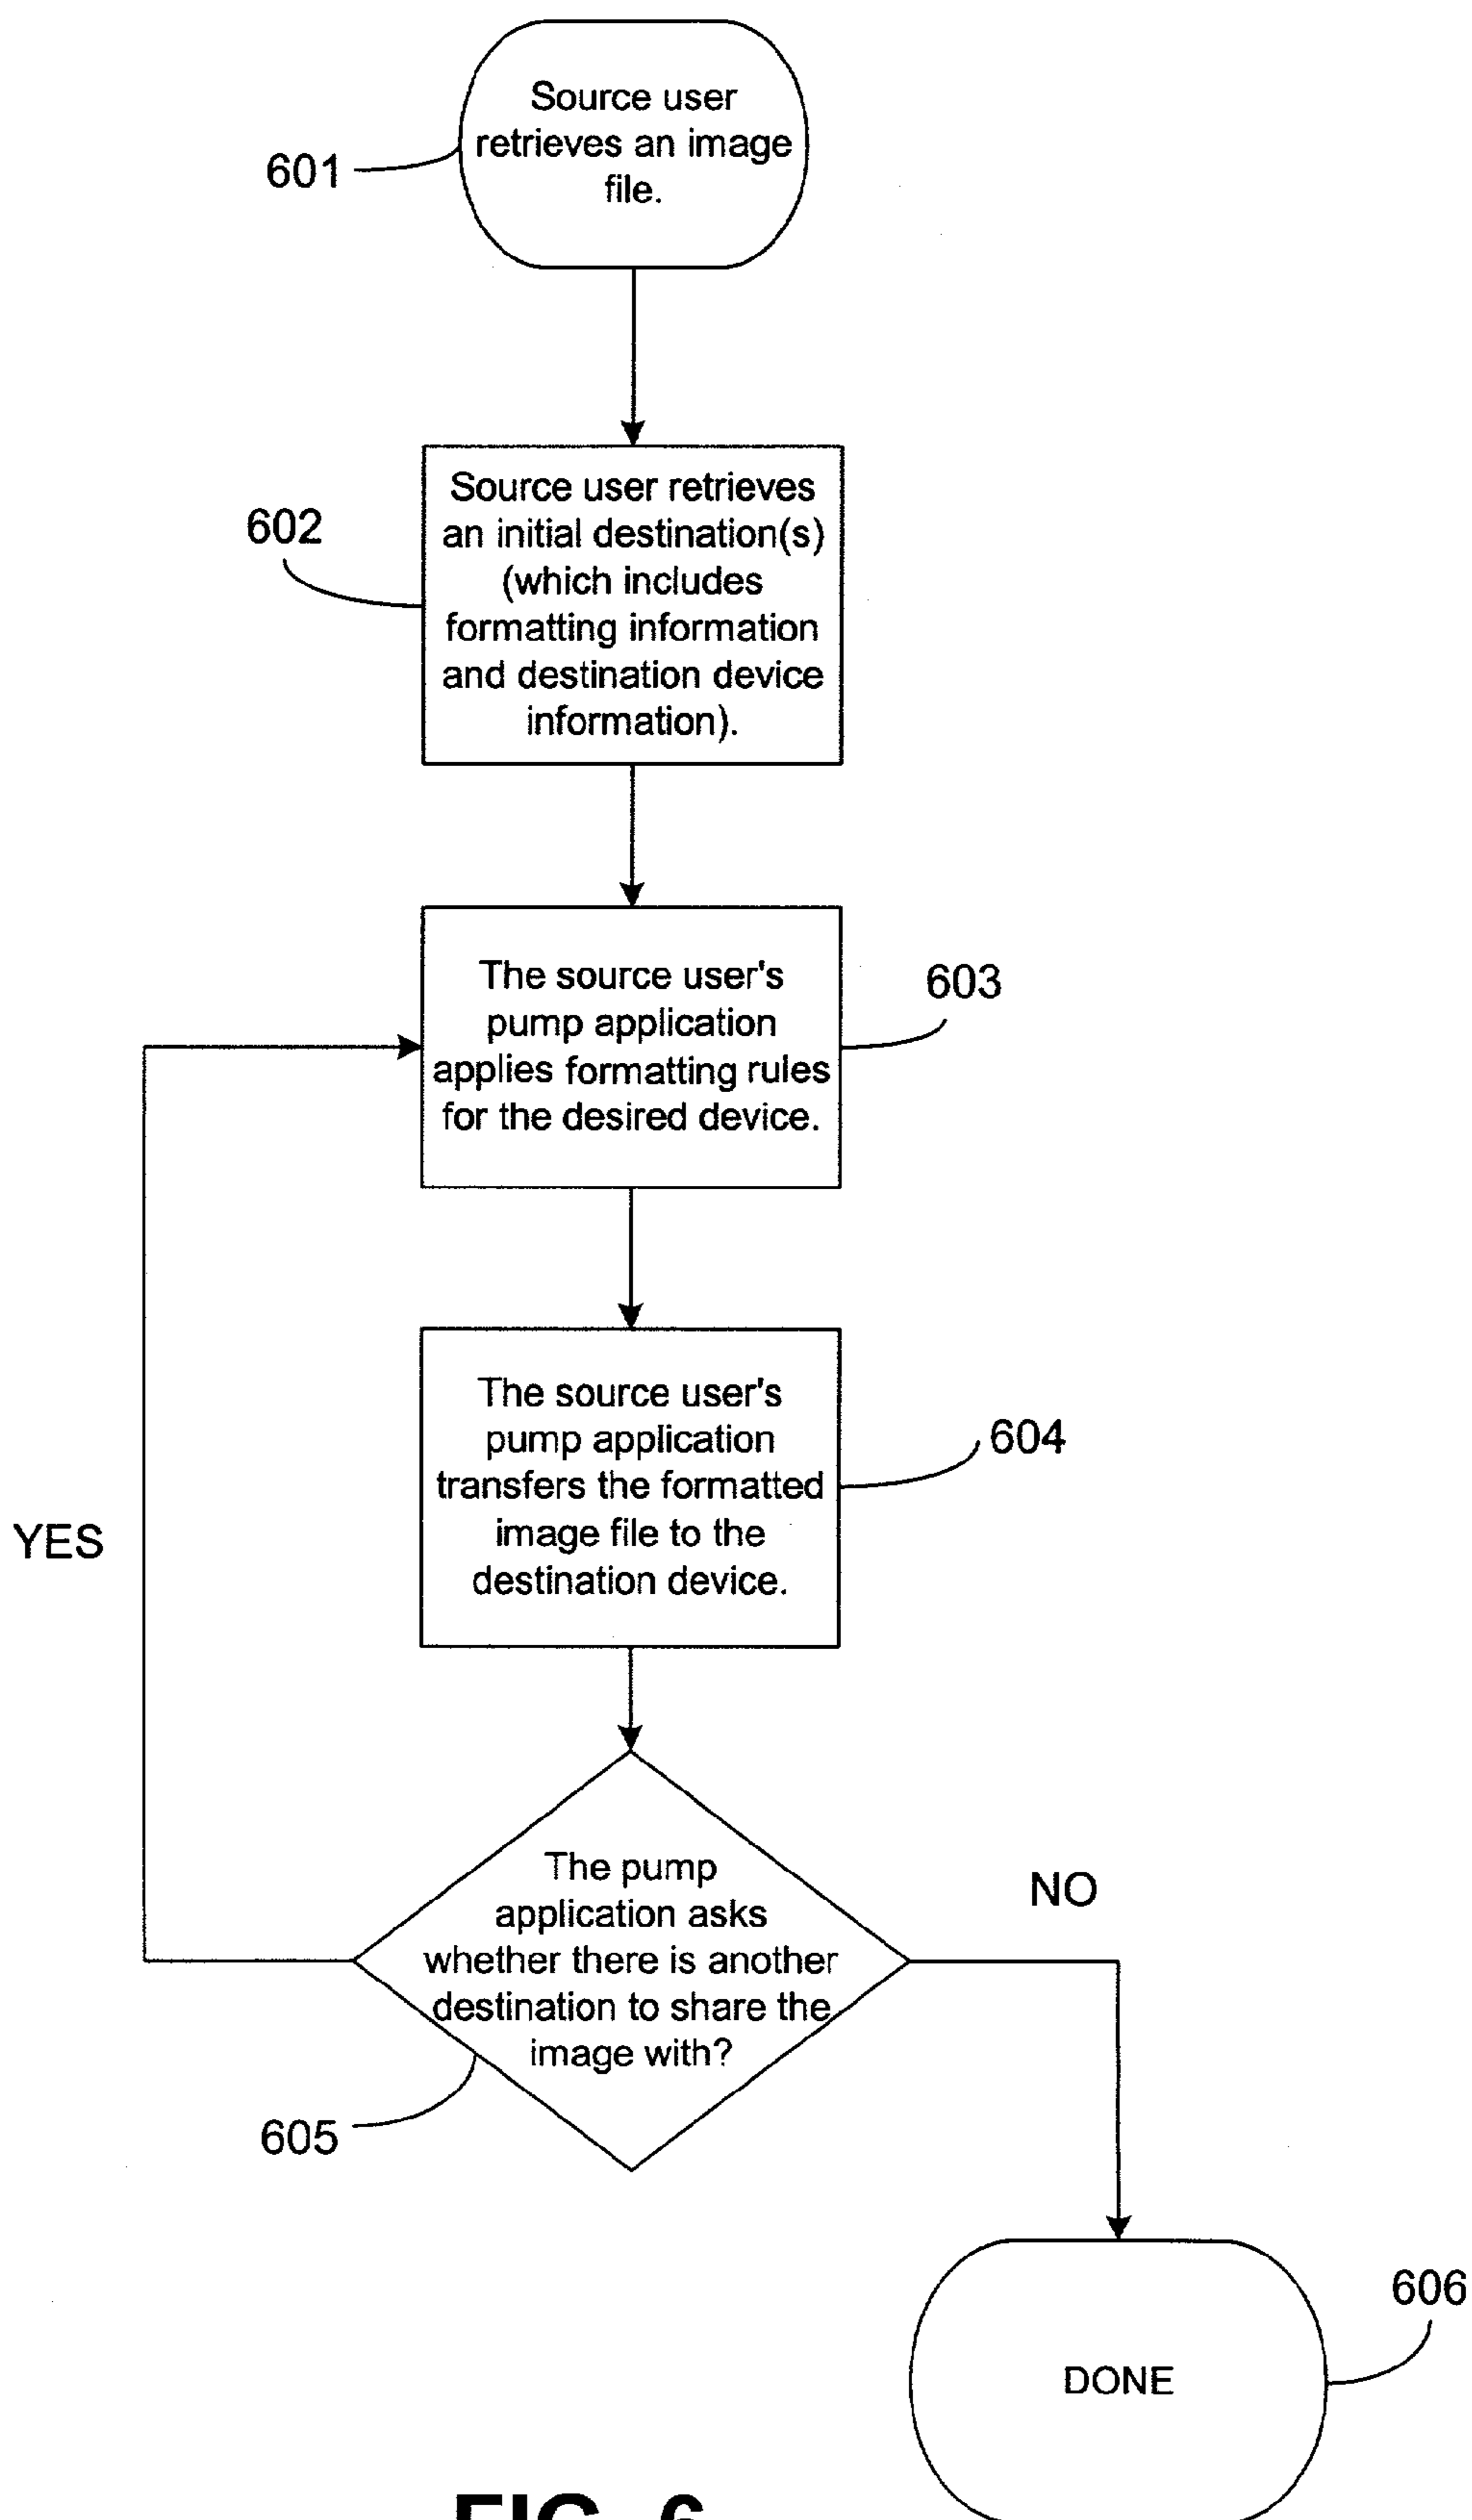 Source user
retrieves an image
file.
601
Source user retrieves
an initial destination(s)
(which includes
formatting information
and destination device
information).
602
The source user's
pump application
applies formatting rules
for the desired device.
603
The source user's
pump application
transfers the formatted
image file to the
destination device.
604
YES
The pump
application asks
whether there is another
destination to share the
image with?
NO
605
606
DONE
FIG. 6